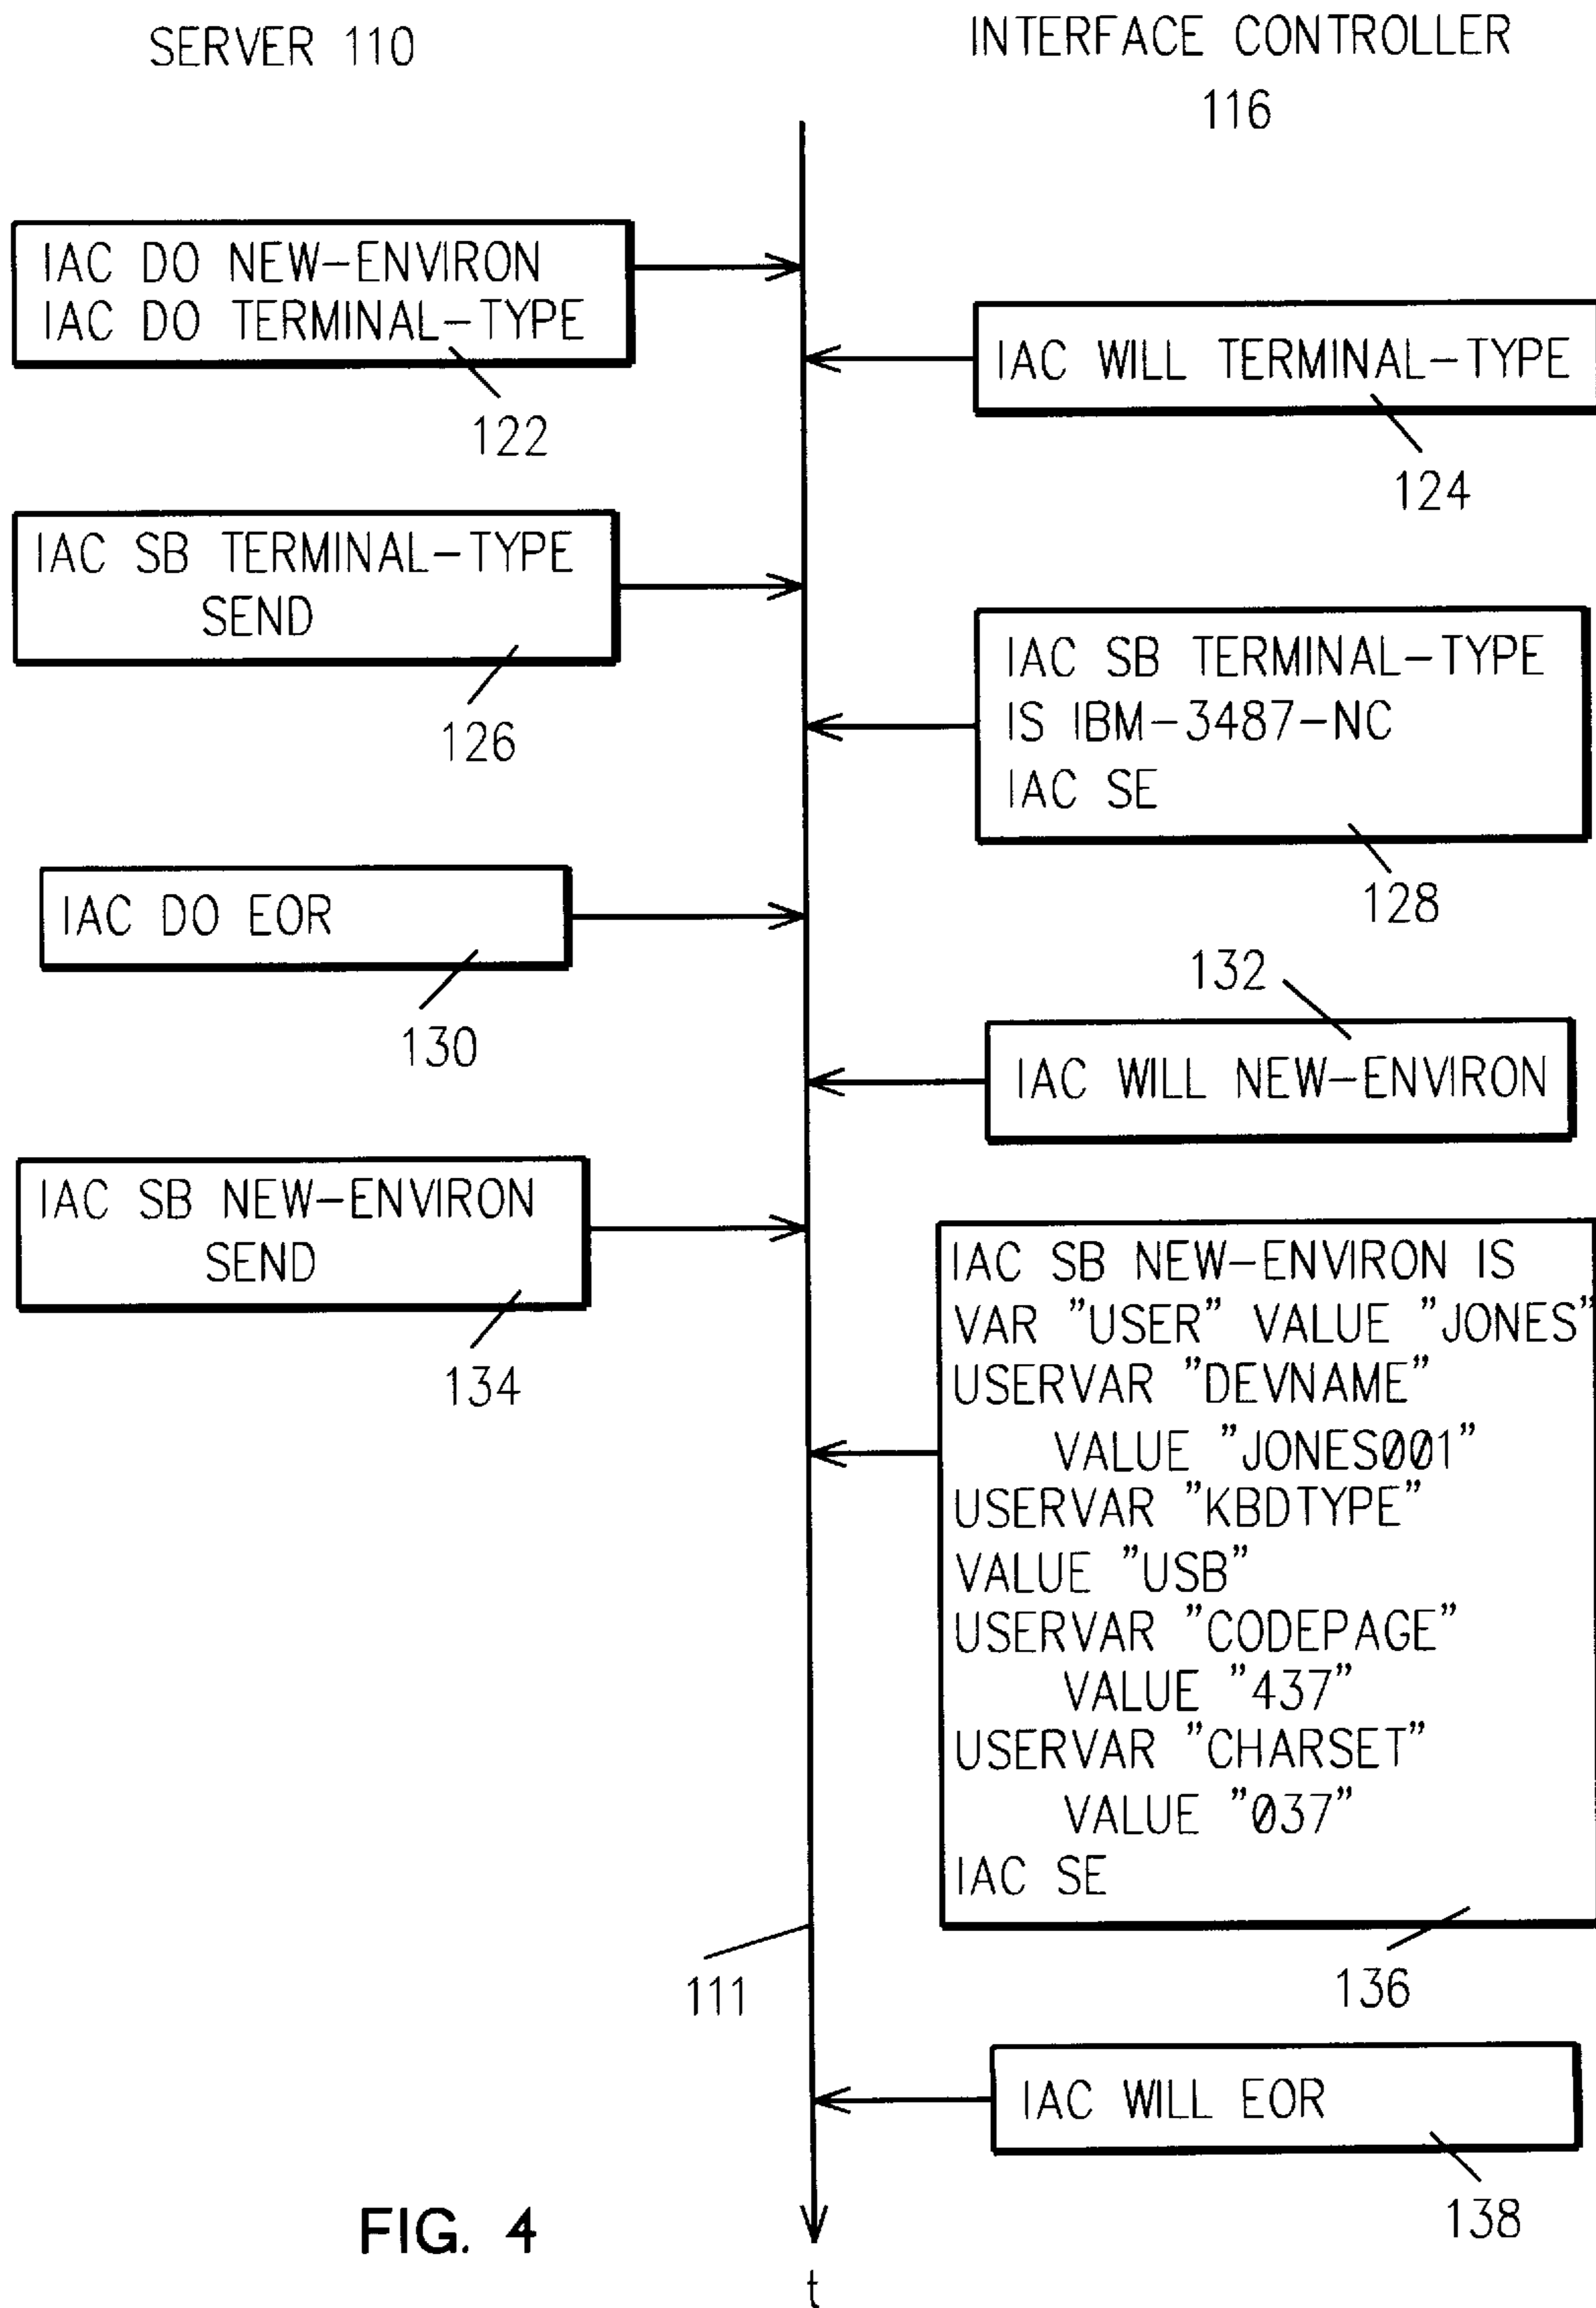 SERVER 110
INTERFACE CONTROLLER
116
IAC DO NEW-ENVIRON
IAC DO TERMINAL-TYPE
122
IAC WILL TERMINAL-TYPE
124
IAC SB TERMINAL-TYPE
SEND
126
IAC SB TERMINAL-TYPE
IS IBM-3487-NC
IAC SE
128
IAC DO EOR
130
132
IAC WILL NEW-ENVIRON
IAC SB NEW-ENVIRON
SEND
134
IAC SB NEW-ENVIRON IS
VAR "USER" VALUE "JONES"
USERVAR "DEVNAME"
VALUE "JONES001"
USERVAR "KBDTYPE"
VALUE "USB"
USERVAR "CODEPAGE"
VALUE "437"
USERVAR "CHARSET"
VALUE "037"
IAC SE
136
111
IAC WILL EOR
138
FIG. 4
t